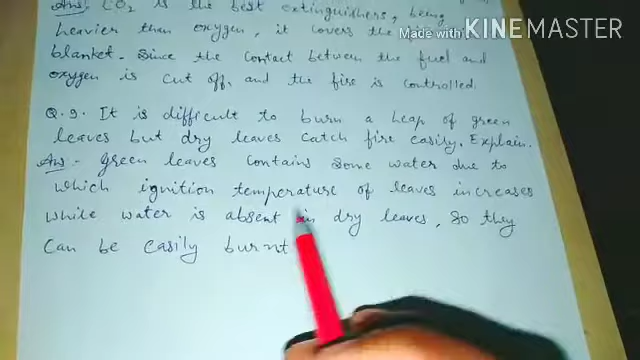 Ans: CO2 is the best extinguishers, being
heavier than oxygen, it covers the fire
Made with KINEMASTER
blanket. Since the contact between the fuel and
oxygen is cut off, and the fire is controlled.
Q.9. It is difficult to burn a heap of green
leaves but dry leaves catch fire easily. Explain.
Ans - Green leaves contains some water due to
which ignition temperature of leaves increases
while water is absent in dry leaves, so they
can be easily burnt